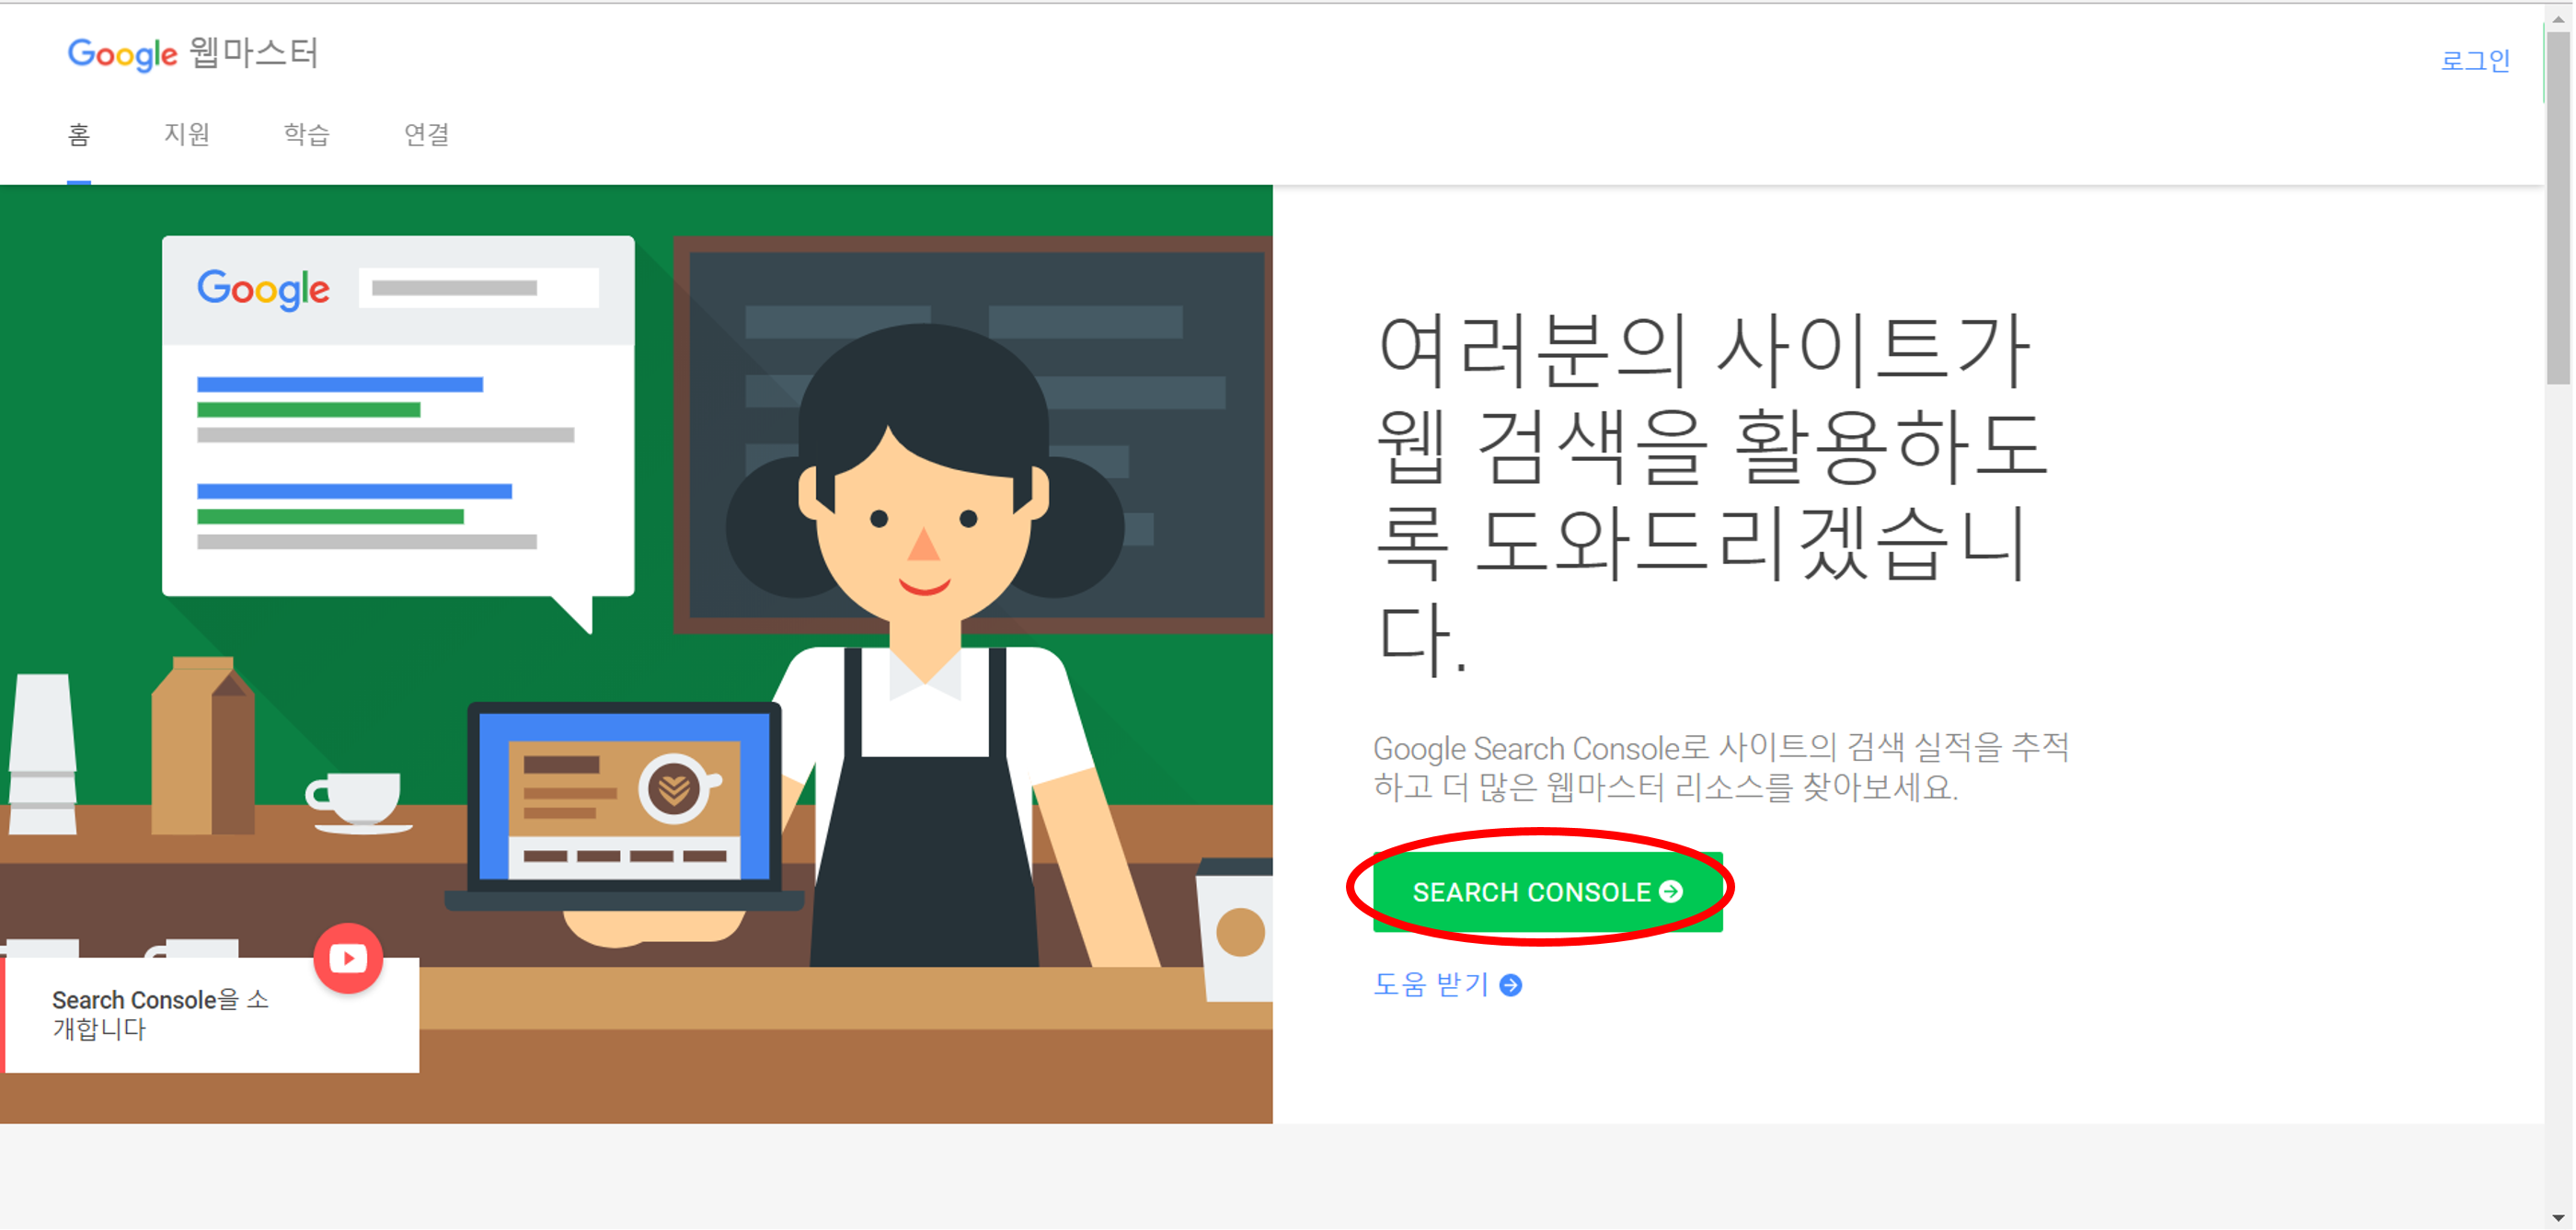 Google 웹마스터
로그인
홈 지원 학습 연결
Google
여러분의 사이트가
웹 검색을 활용하도
록 도와드리겠습니
다.
Google Search Console로 사이트의 검색 실적을 추적
하고 더 많은 웹마스터 리소스를 찾아보세요.
SEARCH CONSOLE
도움 받기
Search Console을 소
개합니다